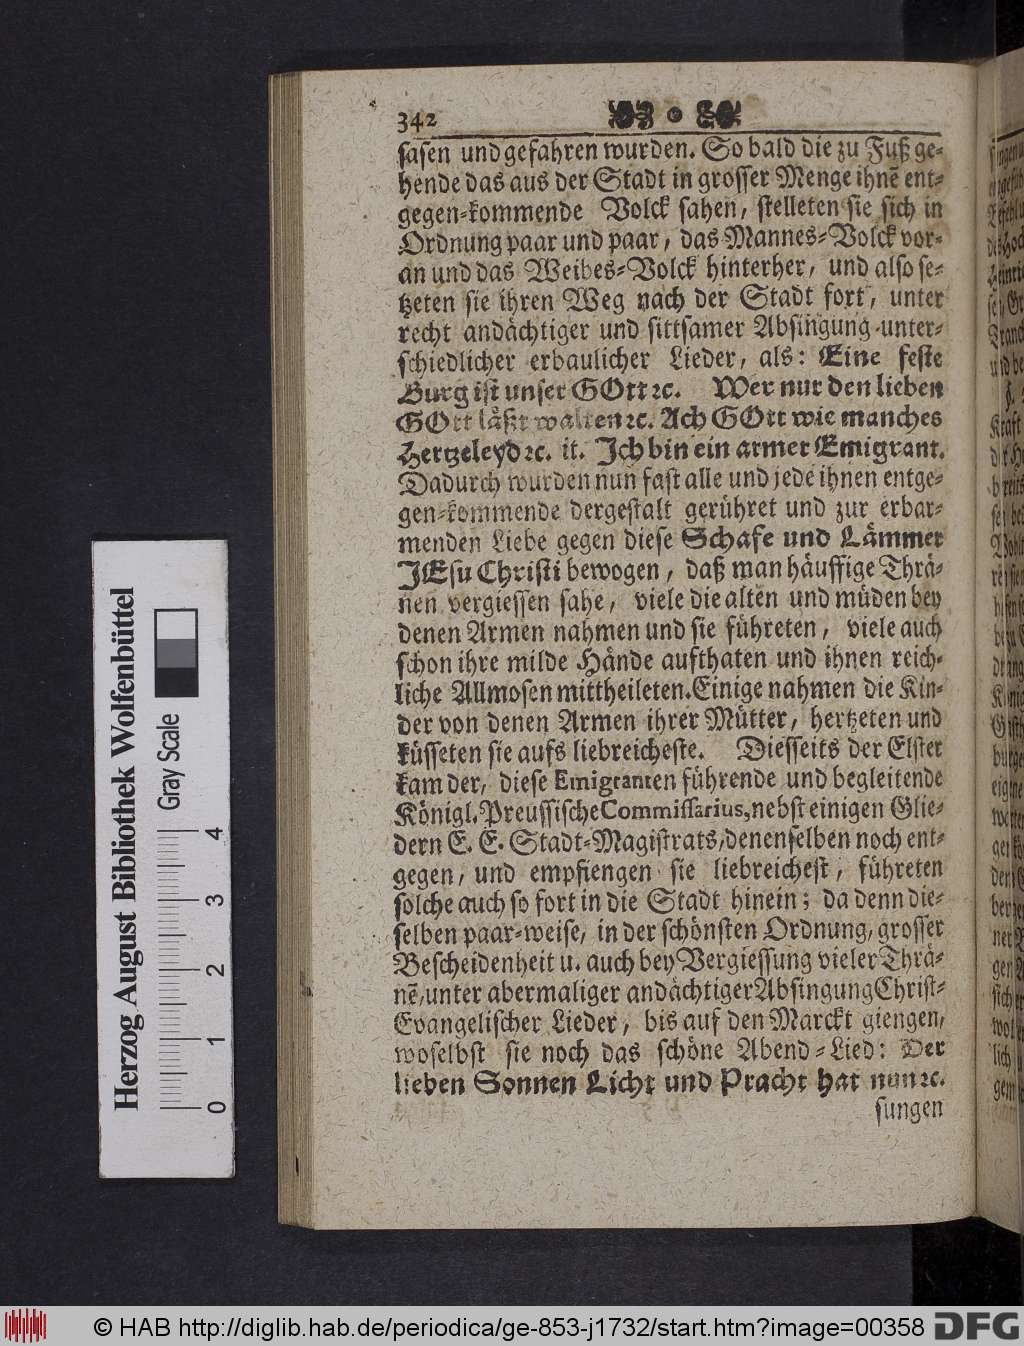 342
sasen und gefahren wurden. So bald die zu Fuß ge-
hende das aus der Stadt in grosser Menge ihnē ent-
gegen-kommende Volck sahen, stelleten sie sich in
Ordnung paar und paar, das Mannes-Volck vor-
an und das Weibes-Volck hinterher, und also se-
tzeten sie ihren Weg nach der Stadt fort, unter
recht andächtiger und sittsamer Absingung unter-
schiedlicher erbaulicher Lieder, als: Eine feste
Burg ist unser GOtt ꝛc. Wer nur den lieben
GOtt läßt walten ꝛc. Ach GOtt wie manches
Hertzeleyd ꝛc. it. Ich bin ein armer Emigrant.
Dadurch wurden nun fast alle und jede ihnen entge-
gen-kommende dergestalt gerühret und zur erbar-
menden Liebe gegen diese Schafe und Lämmer
JEsu Christi bewogen, daß man häuffige Thrä-
nen vergiessen sahe, viele die alten und müden bey
denen Armen nahmen und sie führeten, viele auch
schon ihre milde Hände aufthaten und ihnen reich-
liche Allmosen mittheileten. Einige nahmen die Kin-
der von denen Armen ihrer Mütter, hertzeten und
küsseten sie aufs liebreicheste. Diesseits der Elster
kam der, diese Emigranten führende und begleitende
Königl. Preussische Commissarius, nebst einigen Glie-
dern E. E. Stadt-Magistrats, denenselben noch ent-
gegen, und empfiengen sie liebreichest, führeten
solche auch so fort in die Stadt hinein; da denn die-
selben paar-weise, in der schönsten Ordnung, grosser
Bescheidenheit u. auch bey Vergiessung vieler Thrä-
nē, unter abermaliger andächtiger Absingung Christ-
Evangelischer Lieder, bis auf den Marckt giengen,
woselbst sie noch das schöne Abend-Lied: Der
lieben Sonnen Licht und Pracht hat nun ꝛc.
sungen
Herzog August Bibliothek Wolfenbüttel
Gray Scale
0 1 2 3 4
© HAB http://diglib.hab.de/periodica/ge-853-j1732/start.htm?image=00358
DFG